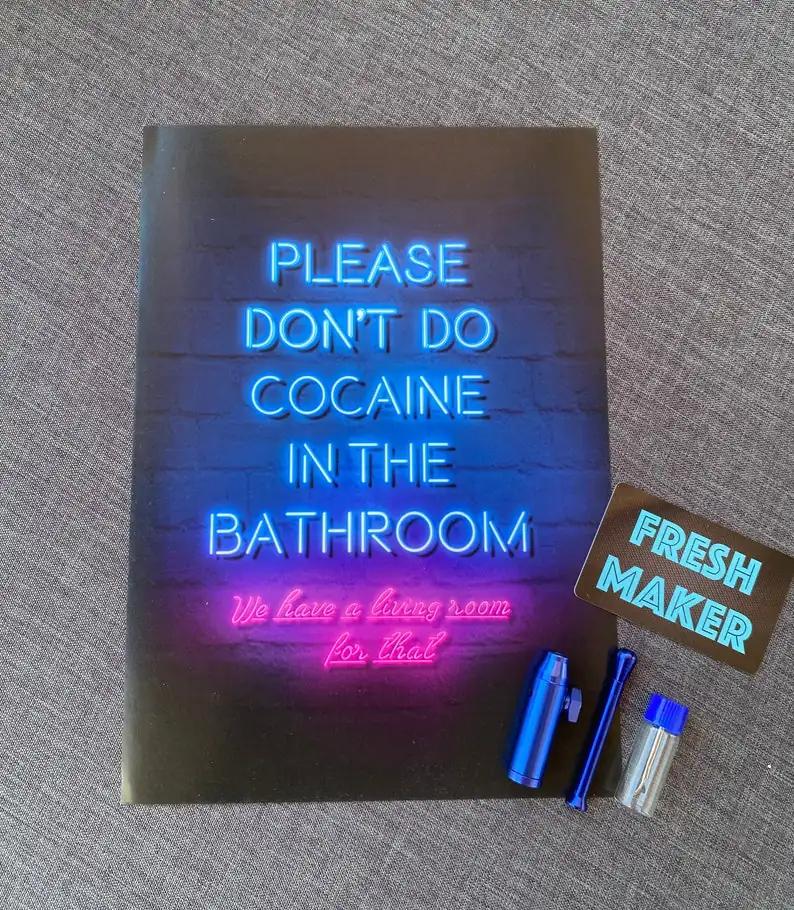 PLEASE
DON'T DO
COCAINE
IN THE
BATHROOM
We have a living room
for that
FRESH
MAKER